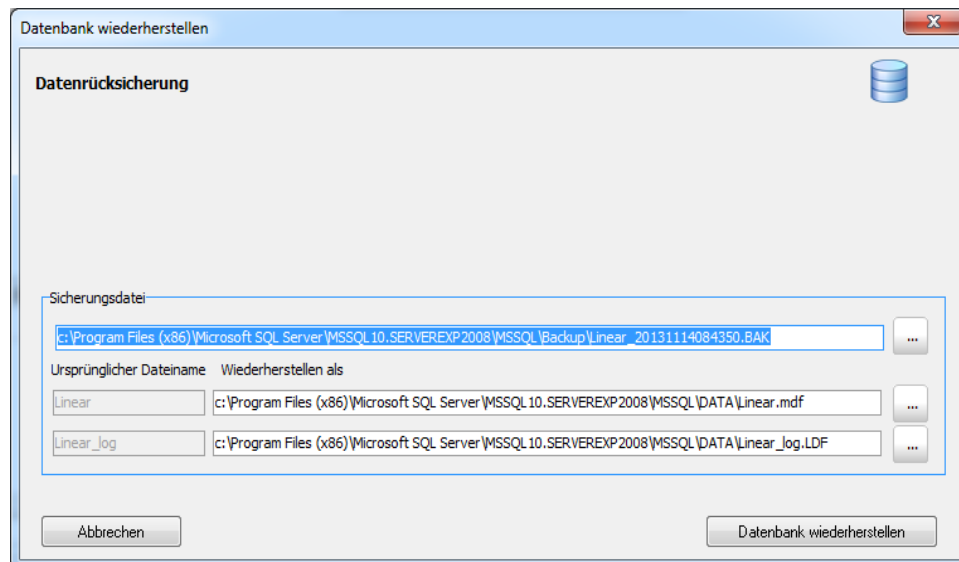 Datenbank wiederherstellen
Datenrücksicherung
Sicherungsdatei
c:\Program Files (x86)\Microsoft SQL Server\MSSQL10.SERVEREXP2008\MSSQL\Backup\Linear_20131114084350.BAK ...
Ursprünglicher Dateiname Wiederherstellen als
Linear c:\Program Files (x86)\Microsoft SQL Server\MSSQL10.SERVEREXP2008\MSSQL\DATA\Linear.mdf ...
Linear_log c:\Program Files (x86)\Microsoft SQL Server\MSSQL10.SERVEREXP2008\MSSQL\DATA\Linear_log.LDF ...
Abbrechen Datenbank wiederherstellen